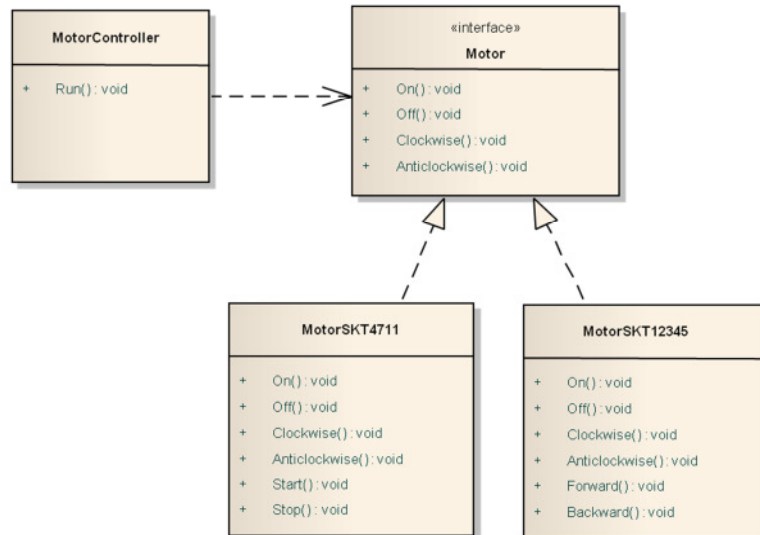 MotorController
+ Run() : void
«interface»
Motor
+ On() : void
+ Off() : void
+ Clockwise() : void
+ Anticlockwise() : void
MotorSKT4711
+ On() : void
+ Off() : void
+ Clockwise() : void
+ Anticlockwise() : void
+ Start() : void
+ Stop() : void
MotorSKT12345
+ On() : void
+ Off() : void
+ Clockwise() : void
+ Anticlockwise() : void
+ Forward() : void
+ Backward() : void